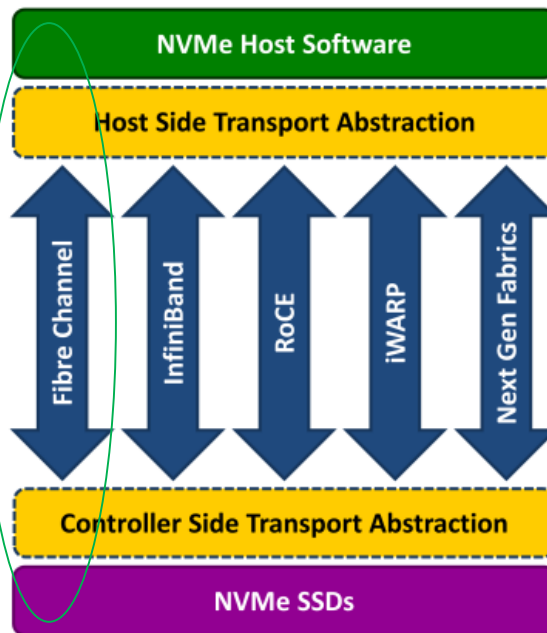 NVMe Host Software
Host Side Transport Abstraction
Fibre Channel
InfiniBand
RoCE
iWARP
Next Gen Fabrics
Controller Side Transport Abstraction
NVMe SSDs